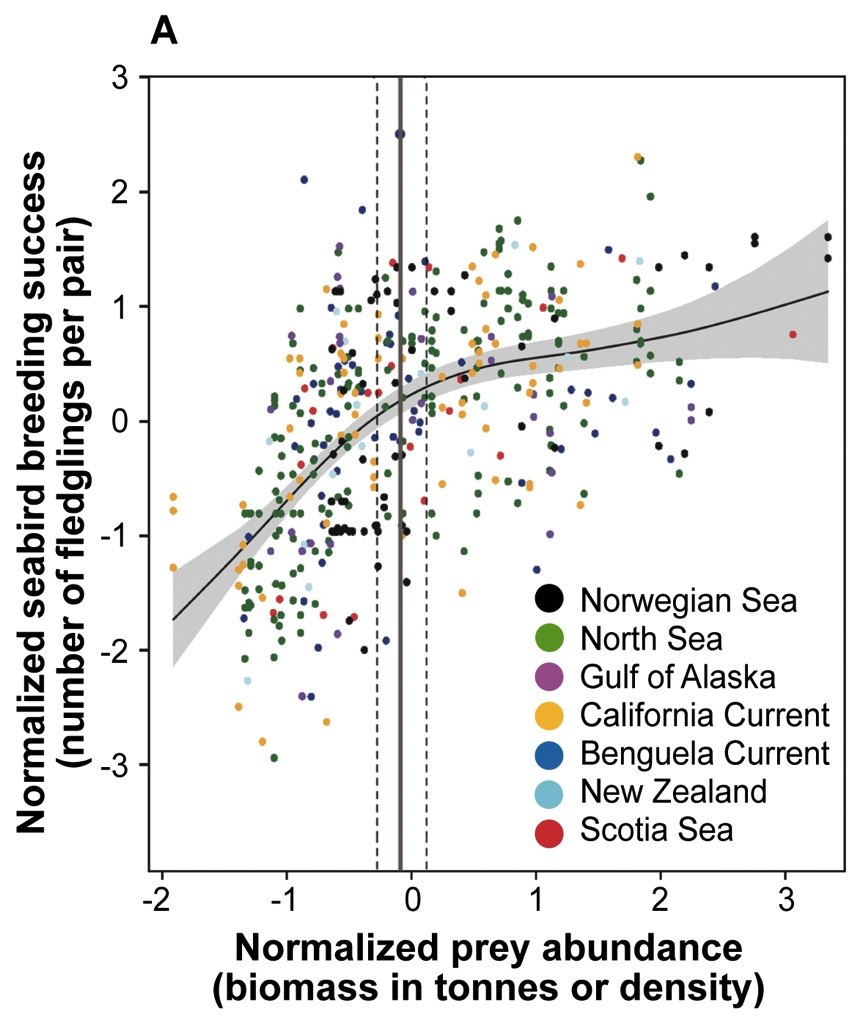 A
3
2
1
0
-1
-2
-3
Normalized seabird breeding success
(number of fledglings per pair)
Norwegian Sea
North Sea
Gulf of Alaska
California Current
Benguela Current
New Zealand
Scotia Sea
-2 -1 0 1 2 3
Normalized prey abundance
(biomass in tonnes or density)